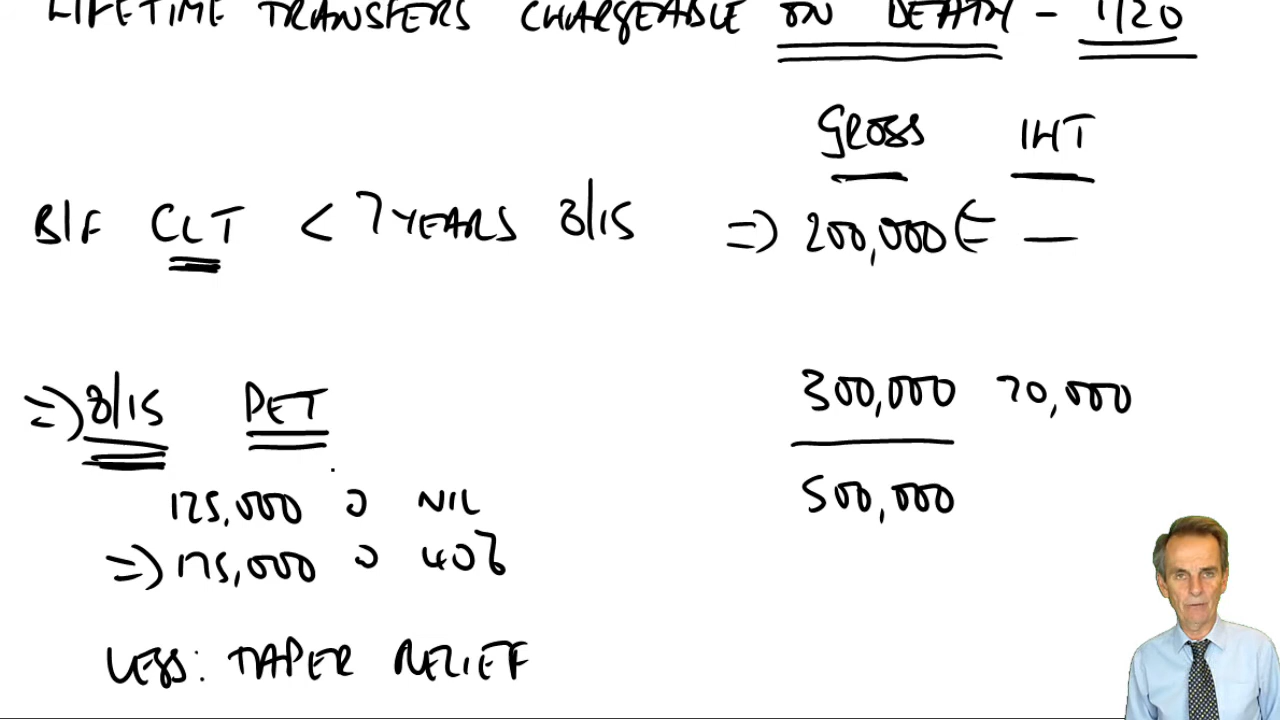 LIFETIME TRANSFERS CHARGEABLE ON DEATH - 1/20
GROSS IHT
B/F CLT < 7 YEARS 8/15 => 200,000 (= —
=> 8/15 PET 300,000 70,000
500,000
125,000 @ NIL
=> 175,000 @ 40%
LESS: TAPER RELIEF